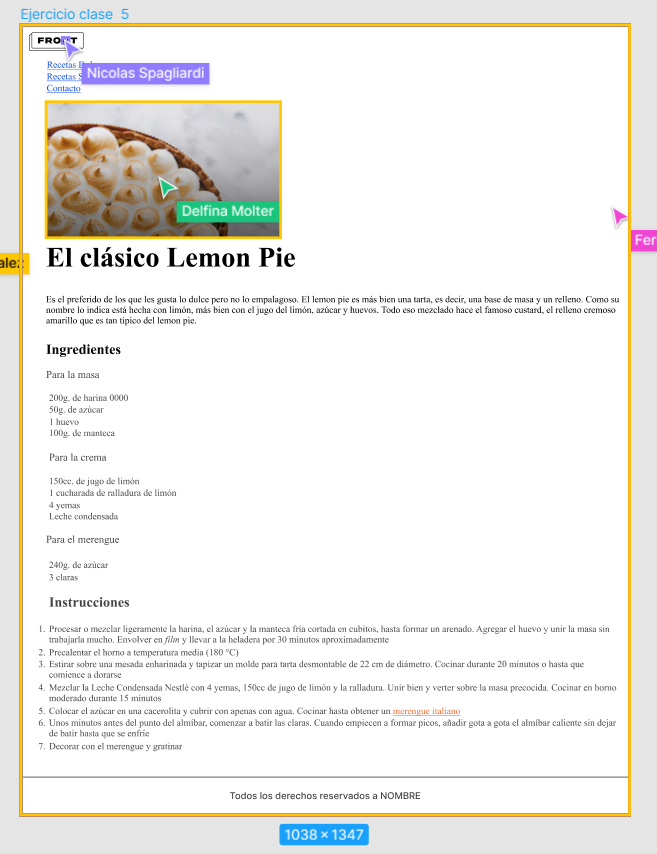 Ejercicio clase 5
FRONT
Recetas
Nicolas Spagliardi
Recetas S
Contacto
Delfina Molter
Fer
alez
El clásico Lemon Pie
Es el preferido de los que les gusta lo dulce pero no lo empalagoso. El lemon pie es más bien una tarta, es decir, una base de masa y un relleno. Como su
nombre lo indica está hecha con limón, más bien con el jugo del limón, azúcar y huevos. Todo eso mezclado hace el famoso custard, el relleno cremoso
amarillo que es tan típico del lemon pie.
Ingredientes
Para la masa
200g. de harina 0000
50g. de azúcar
1 huevo
100g. de manteca
Para la crema
150cc. de jugo de limón
1 cucharada de ralladura de limón
4 yemas
Leche condensada
Para el merengue
240g. de azúcar
3 claras
Instrucciones
1. Procesar o mezclar ligeramente la harina, el azúcar y la manteca fría cortada en cubitos, hasta formar un arenado. Agregar el huevo y unir la masa sin
trabajarla mucho. Envolver en film y llevar a la heladera por 30 minutos aproximadamente
2. Precalentar el horno a temperatura media (180 °C)
3. Estirar sobre una mesada enharinada y tapizar un molde para tarta desmontable de 22 cm de diámetro. Cocinar durante 20 minutos o hasta que
comience a dorarse
4. Mezclar la Leche Condensada Nestlé con 4 yemas, 150cc de jugo de limón y la ralladura. Unir bien y verter sobre la masa precocida. Cocinar en horno
moderado durante 15 minutos
5. Colocar el azúcar en una cacerolita y cubrir con apenas con agua. Cocinar hasta obtener un merengue italiano
6. Unos minutos antes del punto del almíbar, comenzar a batir las claras. Cuando empiecen a formar picos, añadir gota a gota el almíbar caliente sin dejar
de batir hasta que se enfríe
7. Decorar con el merengue y gratinar
Todos los derechos reservados a NOMBRE
1038 × 1347